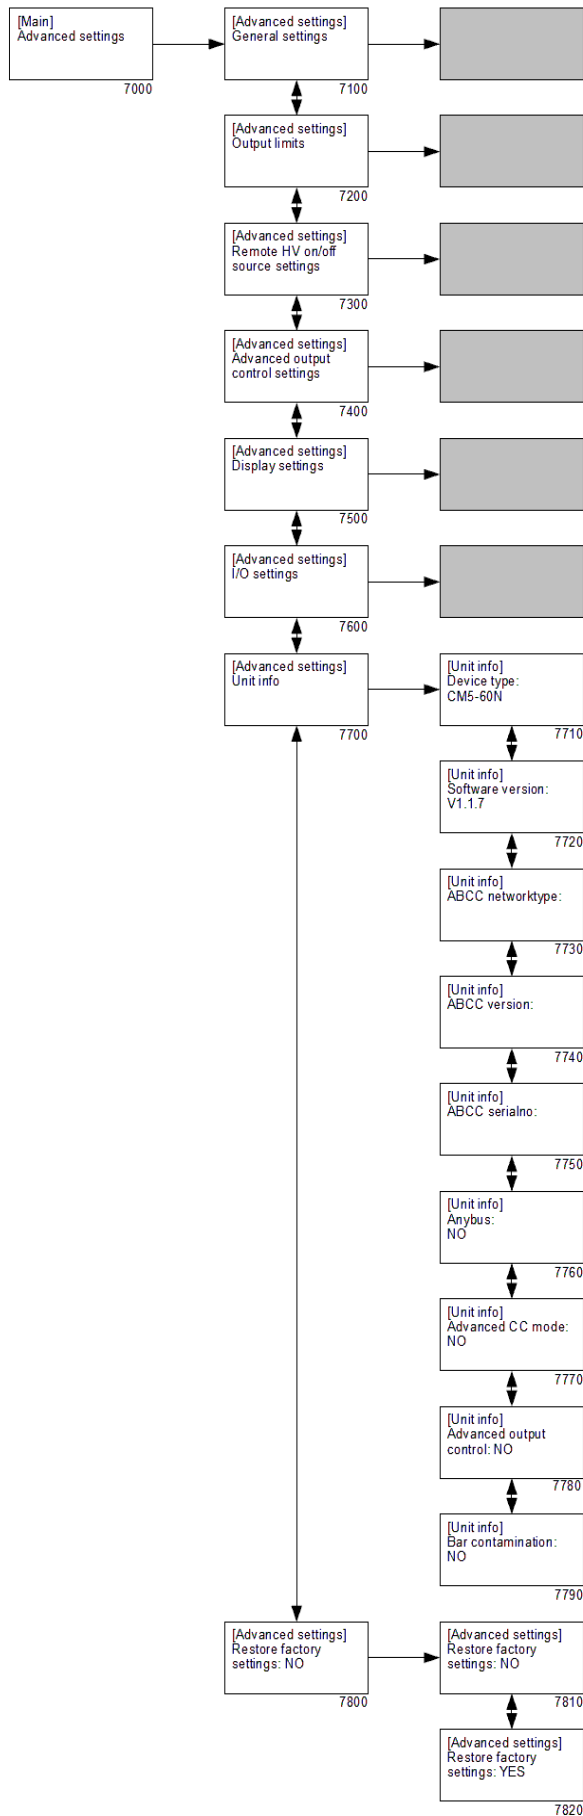 [Main]
Advanced settings
7000
[Advanced settings]
General settings
7100
[Advanced settings]
Output limits
7200
[Advanced settings]
Remote HV on/off
source settings
7300
[Advanced settings]
Advanced output
control settings
7400
[Advanced settings]
Display settings
7500
[Advanced settings]
I/O settings
7600
[Advanced settings]
Unit info
7700
[Unit info]
Device type:
CM5-60N
7710
[Unit info]
Software version:
V1.1.7
7720
[Unit info]
ABCC networktype:
7730
[Unit info]
ABCC version:
7740
[Unit info]
ABCC serialno:
7750
[Unit info]
Anybus:
NO
7760
[Unit info]
Advanced CC mode:
NO
7770
[Unit info]
Advanced output
control: NO
7780
[Unit info]
Bar contamination:
NO
7790
[Advanced settings]
Restore factory
settings: NO
7800
[Advanced settings]
Restore factory
settings: NO
7810
[Advanced settings]
Restore factory
settings: YES
7820